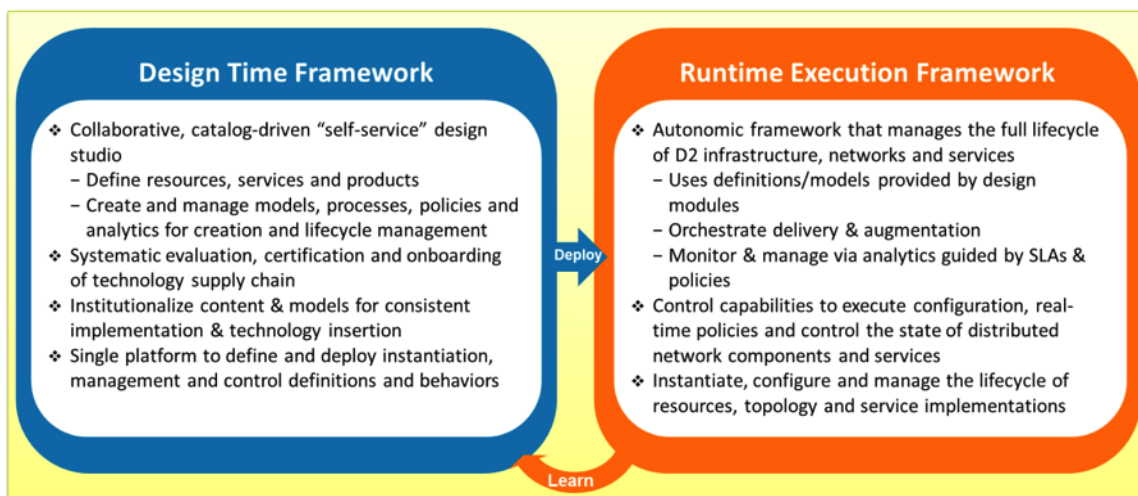 Design Time Framework
❖ Collaborative, catalog-driven “self-service” design
studio
− Define resources, services and products
− Create and manage models, processes, policies and
analytics for creation and lifecycle management
❖ Systematic evaluation, certification and onboarding
of technology supply chain
❖ Institutionalize content & models for consistent
implementation & technology insertion
❖ Single platform to define and deploy instantiation,
management and control definitions and behaviors
Deploy
Runtime Execution Framework
❖ Autonomic framework that manages the full lifecycle
of D2 infrastructure, networks and services
− Uses definitions/models provided by design
modules
− Orchestrate delivery & augmentation
− Monitor & manage via analytics guided by SLAs &
policies
❖ Control capabilities to execute configuration, real-
time policies and control the state of distributed
network components and services
❖ Instantiate, configure and manage the lifecycle of
resources, topology and service implementations
Learn